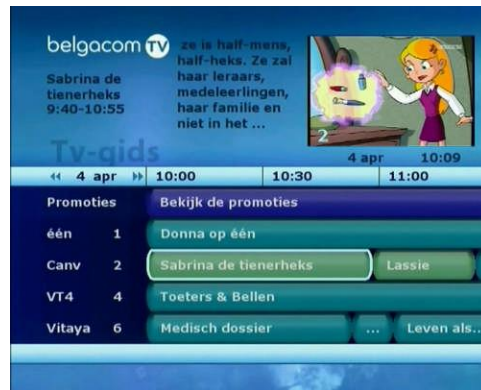 belgacom TV
ze is half-mens,
half-heks. Ze zal
haar leraars,
medeleerlingen,
haar familie en
niet in het ...
Sabrina de
tienerheks
9:40-10:55
2
Tv-gids
4 apr 10:09
4 apr 10:00 10:30 11:00
Promoties Bekijk de promoties
één 1 Donna op één
Canv 2 Sabrina de tienerheks Lassie
VT4 4 Toeters & Bellen
Vitaya 6 Medisch dossier ... Leven als..